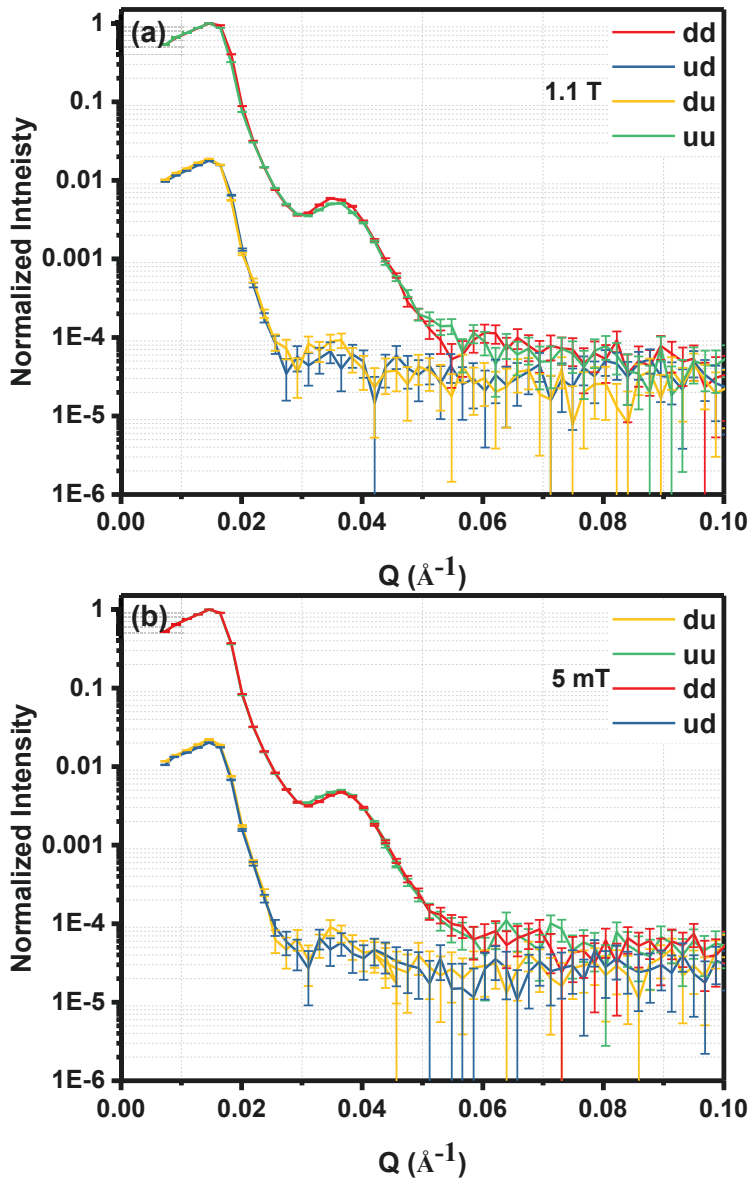 (a)
dd
ud
1.1 T
du
uu
Normalized Intneisty
1
0.1
0.01
0.001
1E-4
1E-5
1E-6
0.00 0.02 0.04 0.06 0.08 0.10
Q (Å⁻¹)
(b)
du
uu
5 mT
dd
ud
Normalized Intensity
1
0.1
0.01
0.001
1E-4
1E-5
1E-6
0.00 0.02 0.04 0.06 0.08 0.10
Q (Å⁻¹)